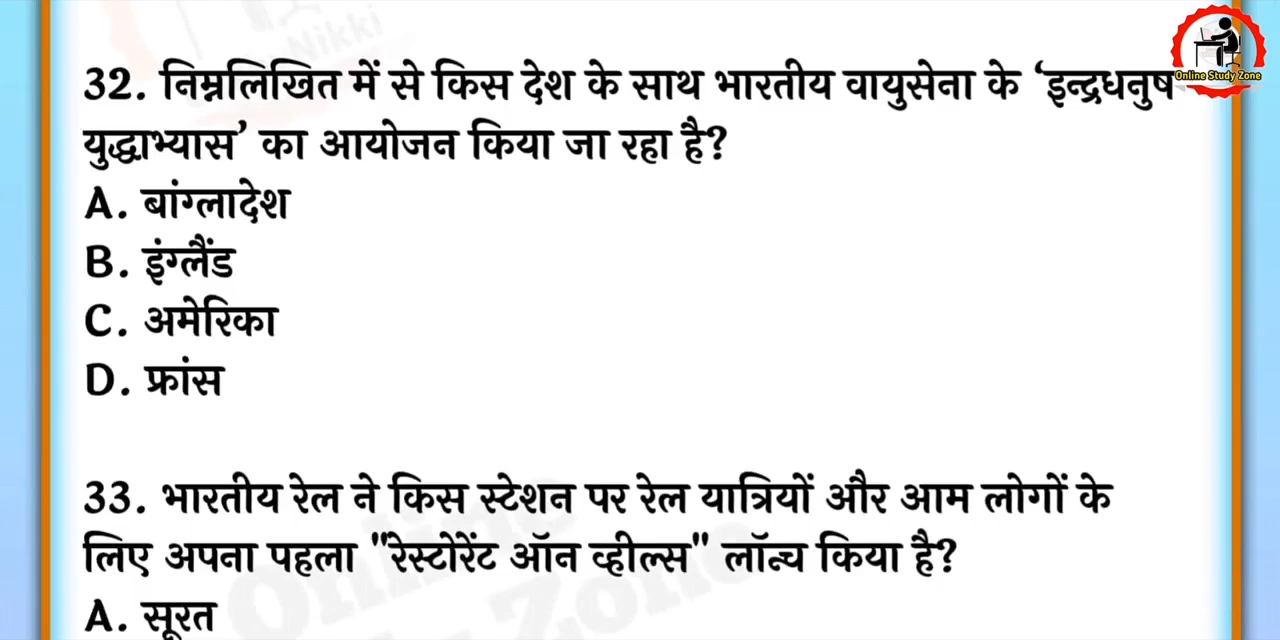 Online Study Zone
32. निम्नलिखित में से किस देश के साथ भारतीय वायुसेना के ‘इन्द्रधनुष
युद्धाभ्यास’ का आयोजन किया जा रहा है?
A. बांग्लादेश
B. इंग्लैंड
C. अमेरिका
D. फ्रांस
33. भारतीय रेल ने किस स्टेशन पर रेल यात्रियों और आम लोगों के
लिए अपना पहला "रेस्टोरेंट ऑन व्हील्स" लॉन्च किया है?
A. सूरत